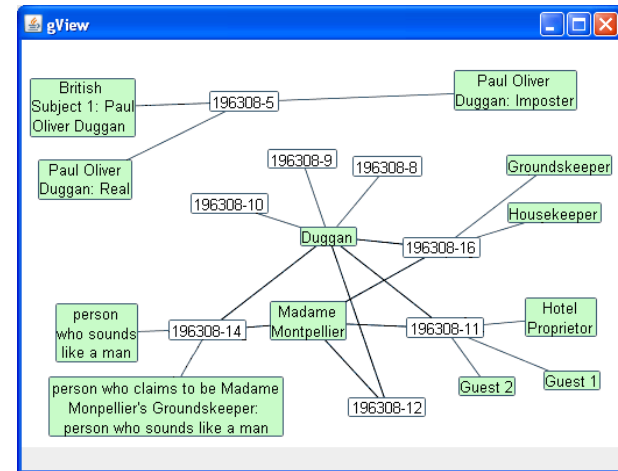 gView
British
Subject 1: Paul
Oliver Duggan
196308-5
Paul Oliver
Duggan: Imposter
Paul Oliver
Duggan: Real
196308-9
196308-8
Groundskeeper
196308-10
Housekeeper
Duggan
196308-16
person
who sounds
like a man
196308-14
Madame
Montpellier
196308-11
Hotel
Proprietor
person who claims to be Madame
Monpellier's Groundskeeper:
person who sounds like a man
196308-12
Guest 2
Guest 1